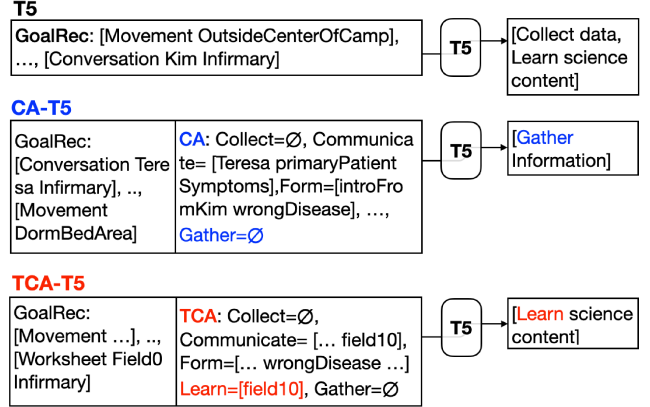 T5
GoalRec: [Movement OutsideCenterOfCamp],
…, [Conversation Kim Infirmary]
T5
[Collect data,
Learn science
content]
CA-T5
GoalRec:
[Conversation Tere
sa Infirmary], ..,
[Movement
DormBedArea]
CA: Collect=∅, Communica
te= [Teresa primaryPatient
Symptoms],Form=[introFro
mKim wrongDisease], …,
Gather=∅
T5
[Gather
Information]
TCA-T5
GoalRec:
[Movement …], ..,
[Worksheet Field0
Infirmary]
TCA: Collect=∅,
Communicate= [… field10],
Form=[… wrongDisease …]
Learn=[field10], Gather=∅
T5
[Learn science
content]